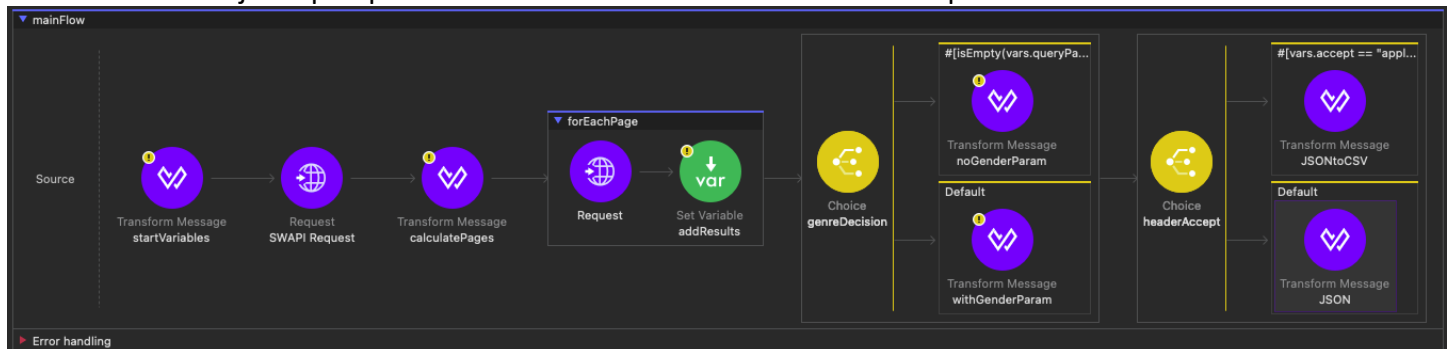 mainFlow
Source
Transform Message
startVariables
Request
SWAPI Request
Transform Message
calculatePages
forEachPage
Request
var
Set Variable
addResults
Choice
genreDecision
#[isEmpty(vars.queryPa...
Transform Message
noGenderParam
Default
Transform Message
withGenderParam
Choice
headerAccept
#[vars.accept == "appl...
Transform Message
JSONtoCSV
Default
Transform Message
JSON
Error handling